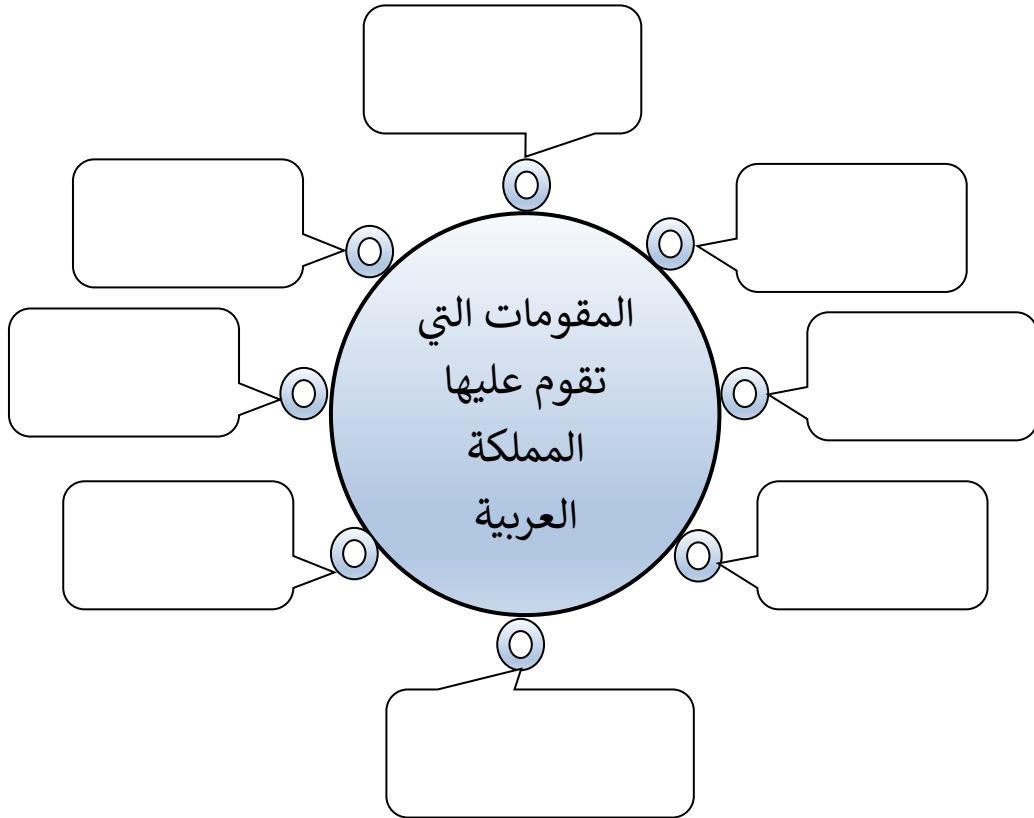 المقومات التي
تقوم عليها
المملكة
العربية